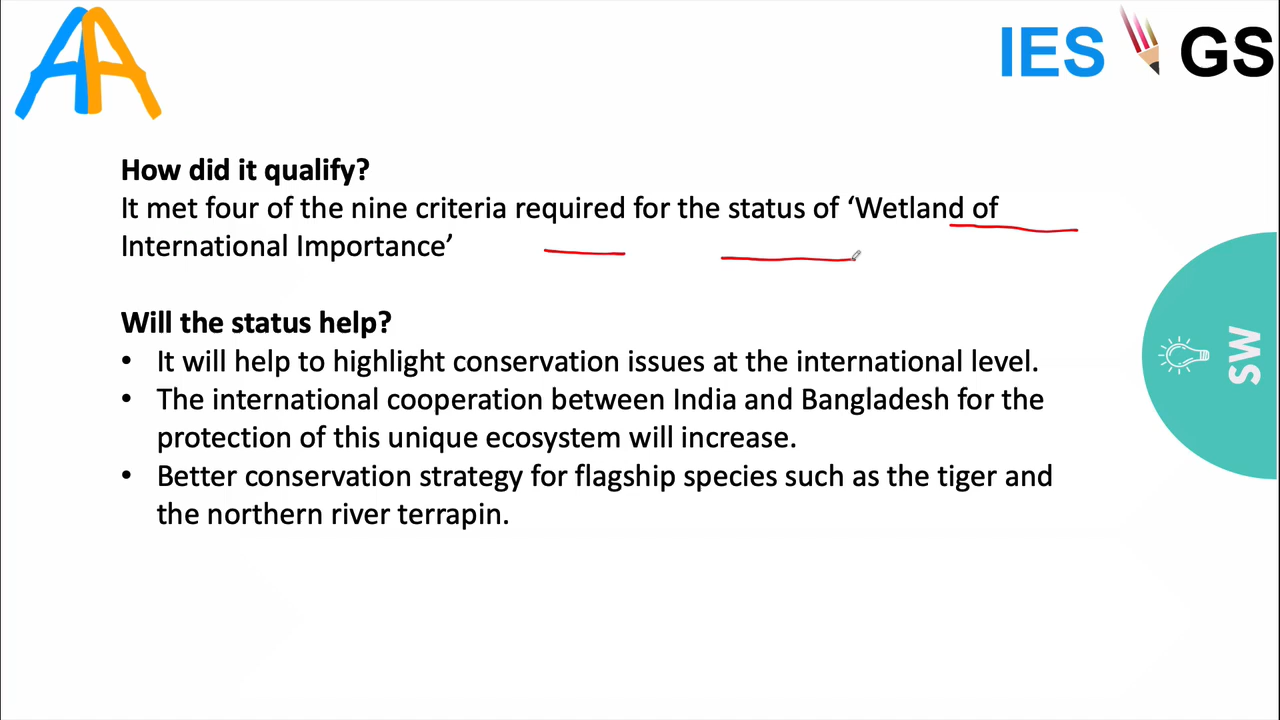 AA
IES GS
How did it qualify?
It met four of the nine criteria required for the status of ‘Wetland of
International Importance’
Will the status help?
• It will help to highlight conservation issues at the international level.
• The international cooperation between India and Bangladesh for the
protection of this unique ecosystem will increase.
• Better conservation strategy for flagship species such as the tiger and
the northern river terrapin.
SW